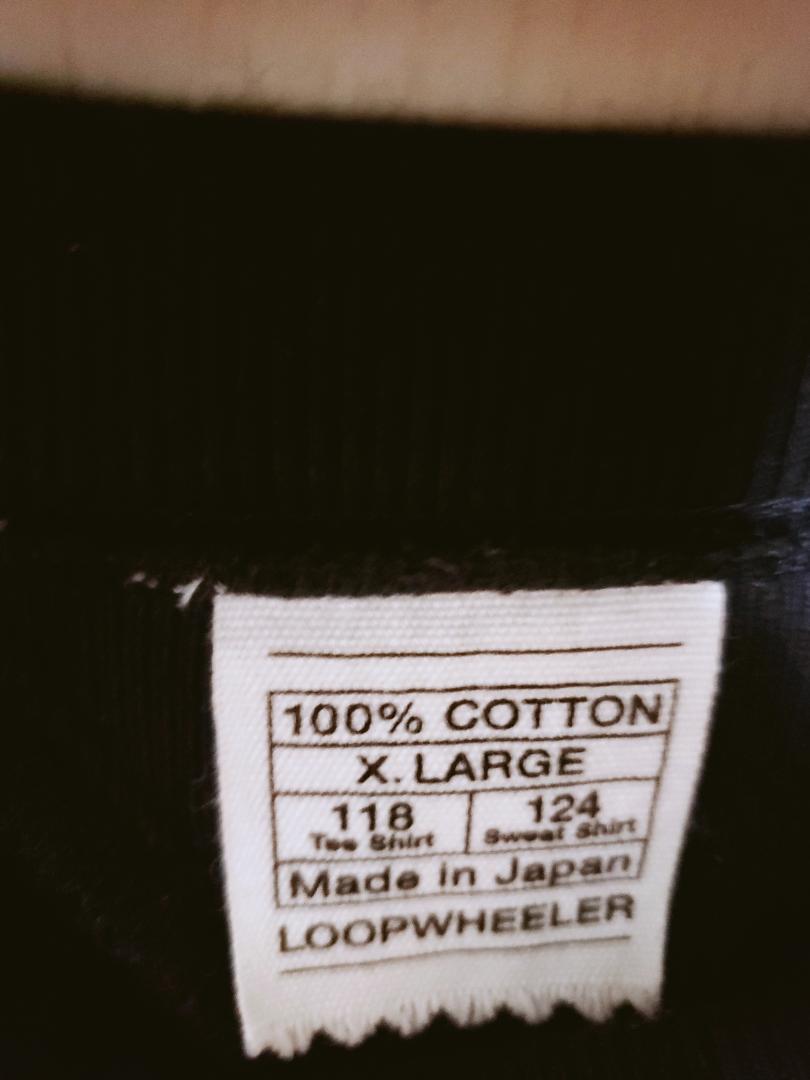 100% COTTON
X. LARGE
118 124
Tee Shirt Sweat Shirt
Made in Japan
LOOPWHEELER